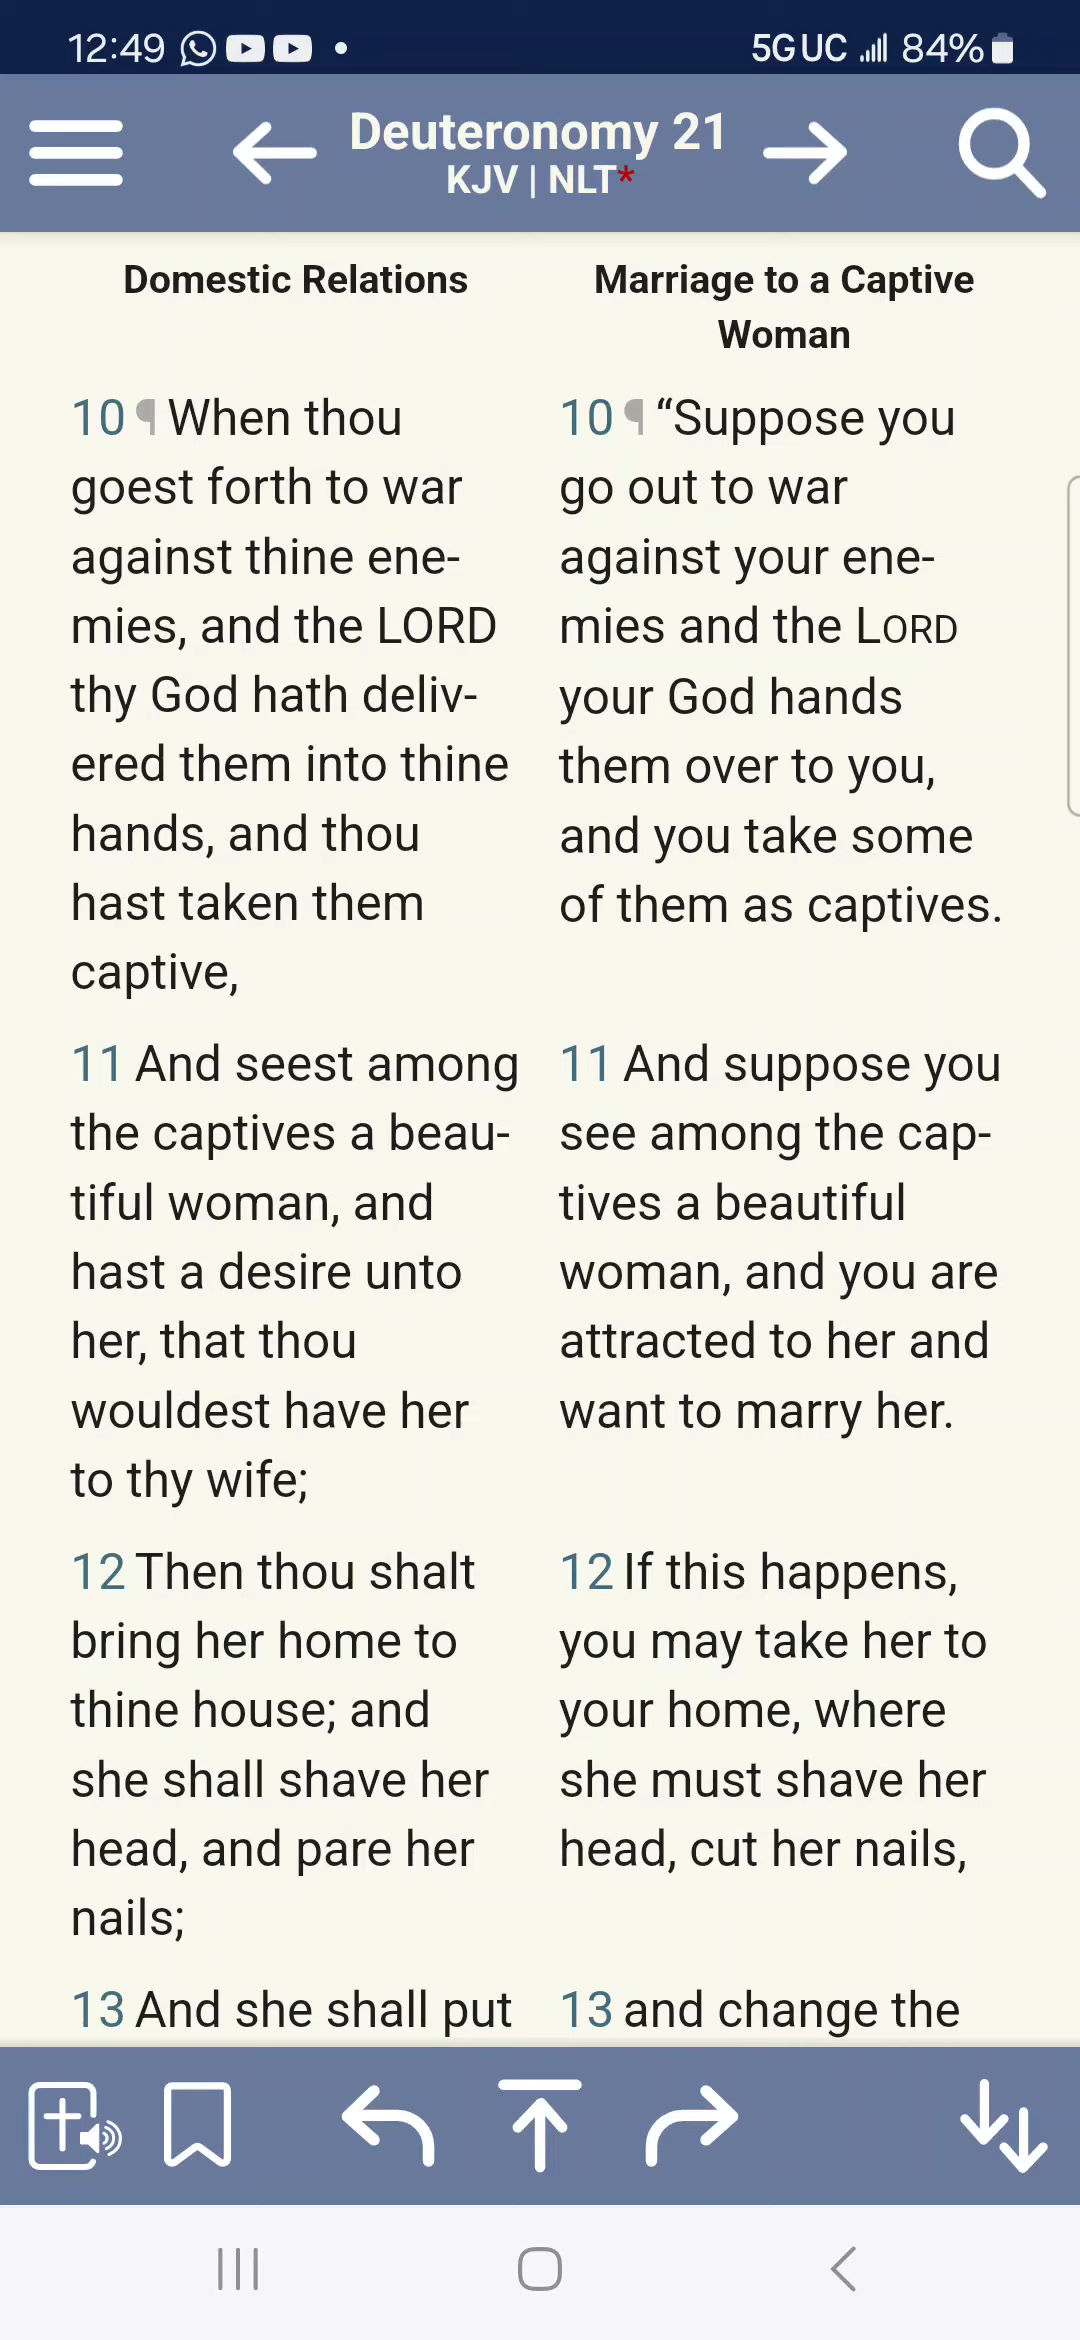 12:49
5G UC 84%
Deuteronomy 21
KJV | NLT*
Domestic Relations
10 ¶ When thou
goest forth to war
against thine ene-
mies, and the LORD
thy God hath deliv-
ered them into thine
hands, and thou
hast taken them
captive,
11 And seest among
the captives a beau-
tiful woman, and
hast a desire unto
her, that thou
wouldest have her
to thy wife;
12 Then thou shalt
bring her home to
thine house; and
she shall shave her
head, and pare her
nails;
13 And she shall put
Marriage to a Captive
Woman
10 ¶ “Suppose you
go out to war
against your ene-
mies and the LORD
your God hands
them over to you,
and you take some
of them as captives.
11 And suppose you
see among the cap-
tives a beautiful
woman, and you are
attracted to her and
want to marry her.
12 If this happens,
you may take her to
your home, where
she must shave her
head, cut her nails,
13 and change the